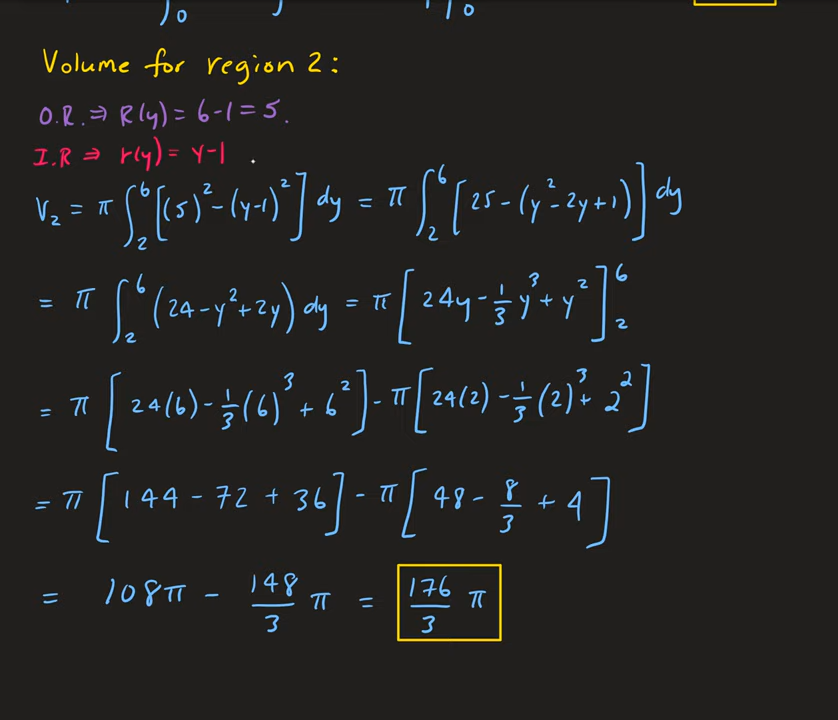 Volume for region 2:
O.R. ⇒ R(y) = 6-1 = 5.
I.R ⇒ r(y) = y-1 .
V₂ = π ∫₂⁶ [(5)² - (y-1)²] dy = π ∫₂⁶ [25 - (y² - 2y + 1)] dy
= π ∫₂⁶ (24 - y² + 2y) dy = π [24y - 1/3 y³ + y²]₂⁶
= π [24(6) - 1/3 (6)³ + 6²] - π [24(2) - 1/3 (2)³ + 2²]
= π [144 - 72 + 36] - π [48 - 8/3 + 4]
= 108π - 148/3 π = 176/3 π